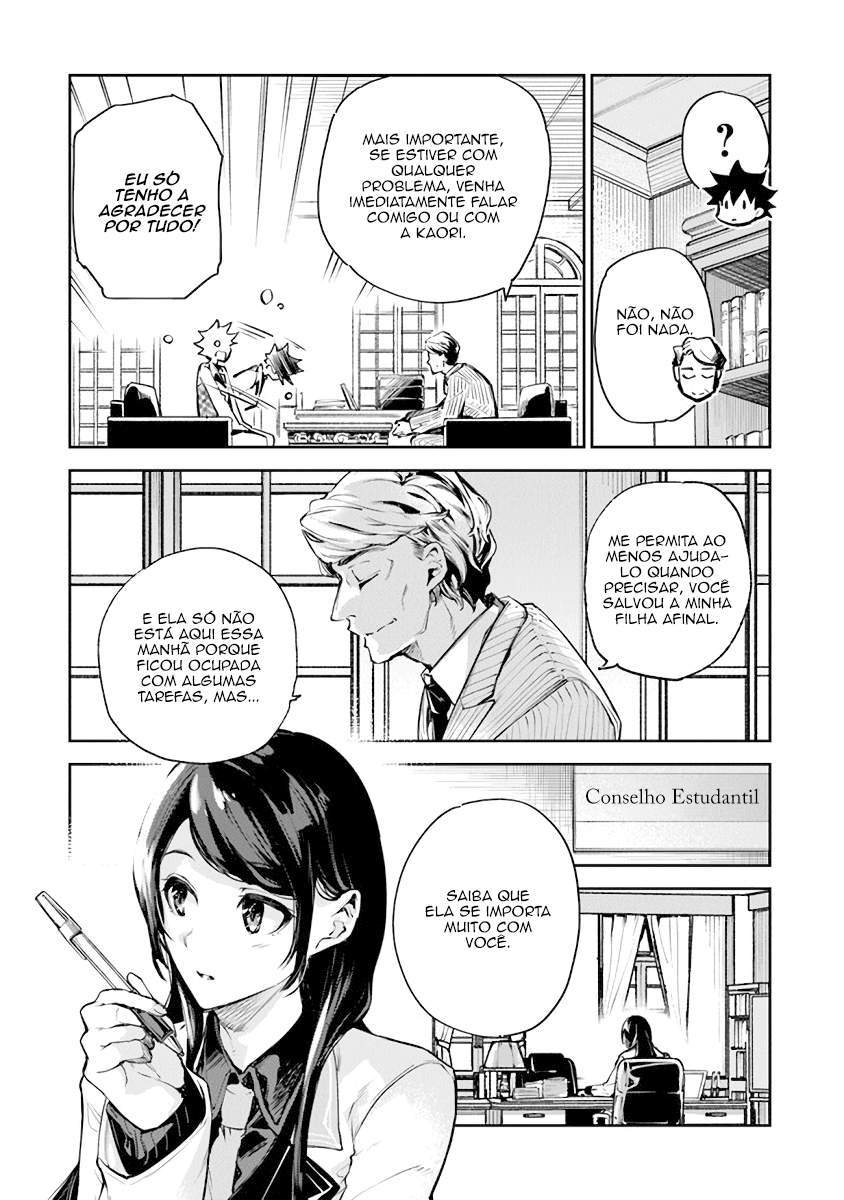 ?
NÃO, NÃO
FOI NADA.
MAIS IMPORTANTE,
SE ESTIVER COM
QUALQUER
PROBLEMA, VENHA
IMEDIATAMENTE FALAR
COMIGO OU COM
A KAORI.
EU SÓ
TENHO A
AGRADECER
POR TUDO!
ME PERMITA AO
MENOS AJUDA-
LO QUANDO
PRECISAR, VOCÊ
SALVOU A MINHA
FILHA AFINAL.
E ELA SÓ NÃO
ESTÁ AQUI ESSA
MANHÃ PORQUE
FICOU OCUPADA
COM ALGUMAS
TAREFAS, MAS...
Conselho Estudantil
SAIBA QUE
ELA SE IMPORTA
MUITO COM
VOCÊ.